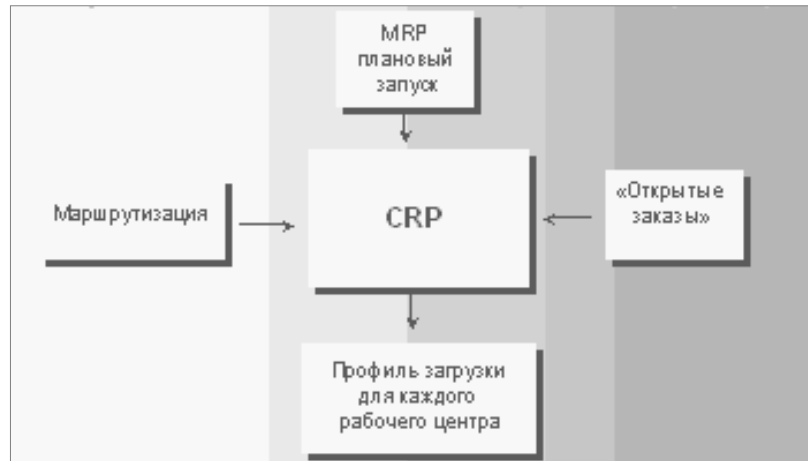 MRP
плановый
запуск
Маршрутизация
CRP
«Открытые
заказы»
Профиль загрузки
для каждого
рабочего центра